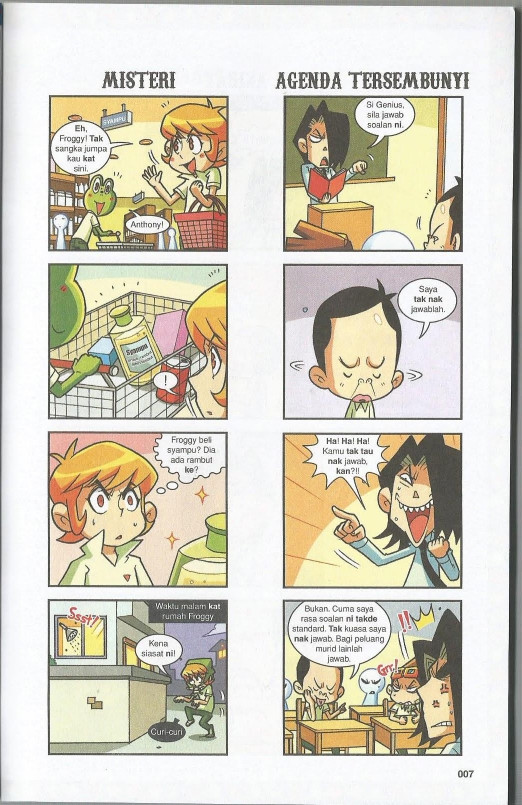 MISTERI
SYAMPU
Eh,
Froggy! Tak
sangka jumpa
kau kat
sini.
Anthony!
Syampu
!
Froggy beli
syampu? Dia
ada rambut
ke?
Waktu malam kat
rumah Froggy
Ssst!!
Kena
siasat ni!
Curi-curi
AGENDA TERSEMBUNYI
Si Genius,
sila jawab
soalan ni.
Saya
tak nak
jawablah.
Ha! Ha! Ha!
Kamu tak tau
nak jawab,
kan?!!
Bukan. Cuma saya
rasa soalan ni takde
standard. Tak kuasa saya
nak jawab. Bagi peluang
murid lainlah
jawab.
!!
Grr!
007